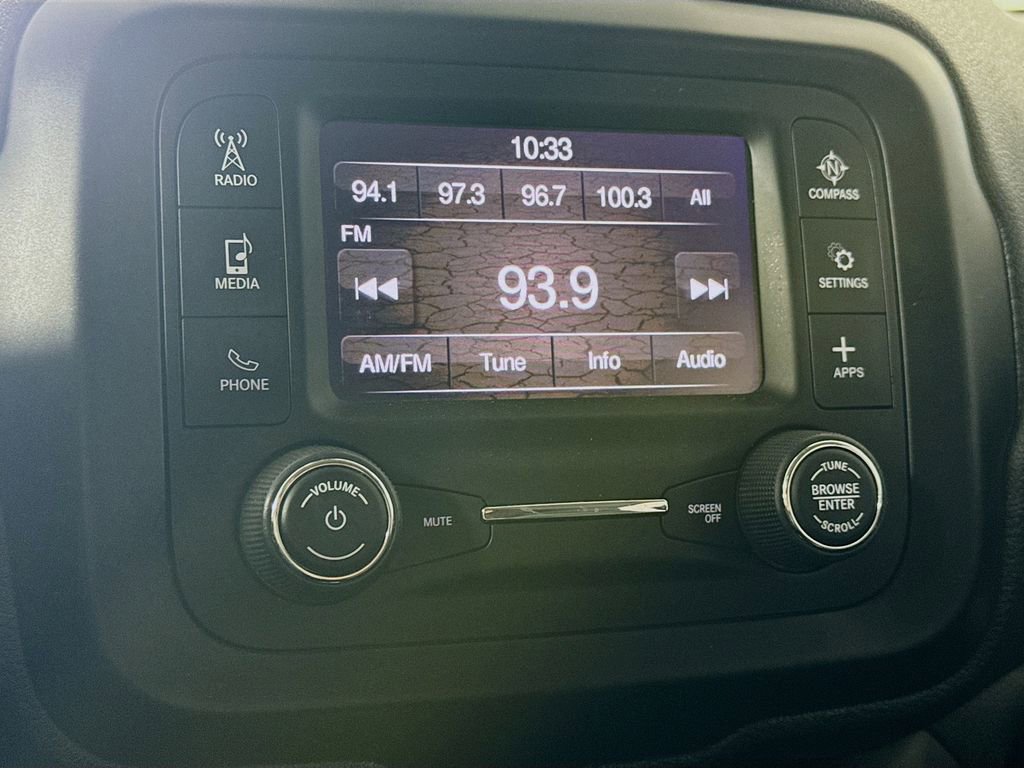 RADIO
MEDIA
PHONE
10:33
94.1 97.3 96.7 100.3 All
FM
93.9
AM/FM Tune Info Audio
N
COMPASS
SETTINGS
APPS
VOLUME
MUTE
SCREEN
OFF
TUNE
BROWSE
ENTER
SCROLL